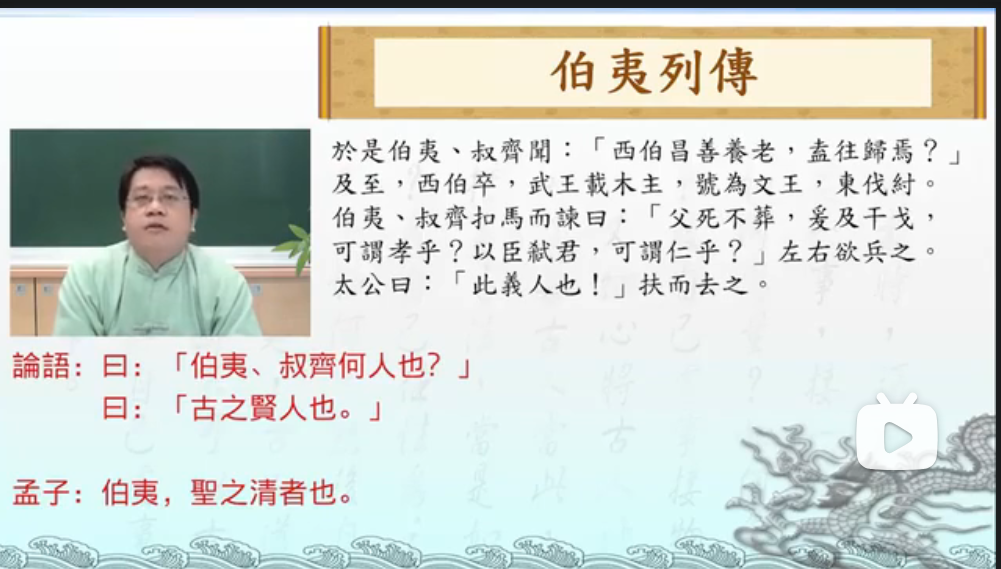 伯夷列傳
於是伯夷、叔齊聞：「西伯昌善養老，盍往歸焉？」
及至，西伯卒，武王載木主，號為文王，東伐紂。
伯夷、叔齊扣馬而諫曰：「父死不葬，爰及干戈，
可謂孝乎？以臣弒君，可謂仁乎？」左右欲兵之。
太公曰：「此義人也！」扶而去之。
論語：曰：「伯夷、叔齊何人也？」
曰：「古之賢人也。」
孟子：伯夷，聖之清者也。